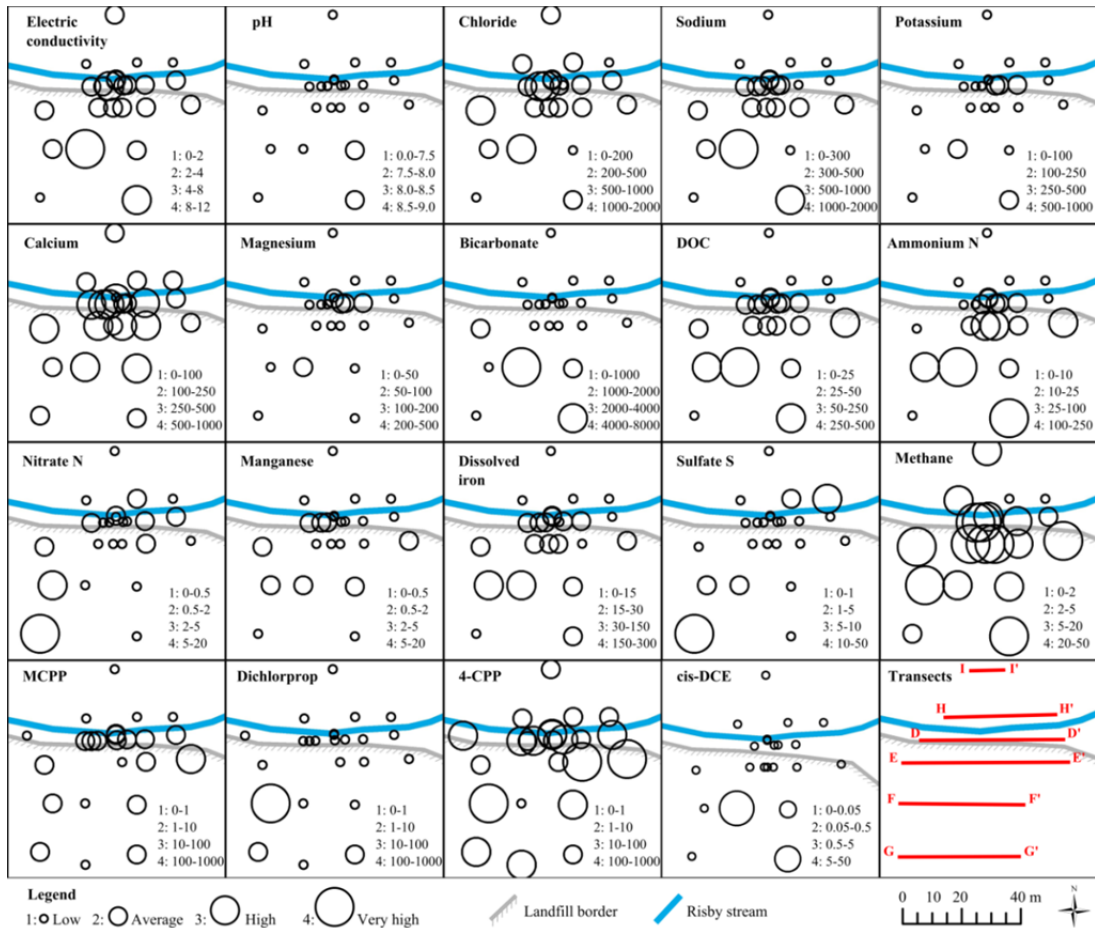 Electric
conductivity
1: 0-2
2: 2-4
3: 4-8
4: 8-12
pH
1: 0.0-7.5
2: 7.5-8.0
3: 8.0-8.5
4: 8.5-9.0
Chloride
1: 0-200
2: 200-500
3: 500-1000
4: 1000-2000
Sodium
1: 0-300
2: 300-500
3: 500-1000
4: 1000-2000
Potassium
1: 0-100
2: 100-250
3: 250-500
4: 500-1000
Calcium
1: 0-100
2: 100-250
3: 250-500
4: 500-1000
Magnesium
1: 0-50
2: 50-100
3: 100-200
4: 200-500
Bicarbonate
1: 0-1000
2: 1000-2000
3: 2000-4000
4: 4000-8000
DOC
1: 0-25
2: 25-50
3: 50-250
4: 250-500
Ammonium N
1: 0-10
2: 10-25
3: 25-100
4: 100-250
Nitrate N
1: 0-0.5
2: 0.5-2
3: 2-5
4: 5-20
Manganese
1: 0-0.5
2: 0.5-2
3: 2-5
4: 5-20
Dissolved
iron
1: 0-15
2: 15-30
3: 30-150
4: 150-300
Sulfate S
1: 0-1
2: 1-5
3: 5-10
4: 10-50
Methane
1: 0-2
2: 2-5
3: 5-20
4: 20-50
MCPP
1: 0-1
2: 1-10
3: 10-100
4: 100-1000
Dichlorprop
1: 0-1
2: 1-10
3: 10-100
4: 100-1000
4-CPP
1: 0-1
2: 1-10
3: 10-100
4: 100-1000
cis-DCE
1: 0-0.05
2: 0.05-0.5
3: 0.5-5
4: 5-50
Transects
I I'
H H'
D D'
E E'
F F'
G G'
Legend
1: Low 2: Average 3: High 4: Very high
Landfill border
Risby stream
0 20 40 m
N